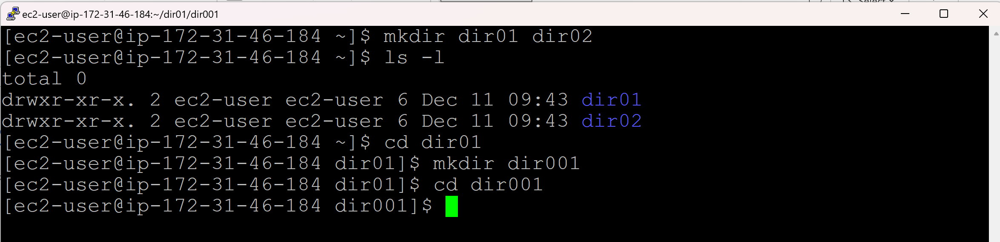 Select
ec2-user@ip-172-31-46-184:~/dir01/dir001
[ec2-user@ip-172-31-46-184 ~]$ mkdir dir01 dir02
[ec2-user@ip-172-31-46-184 ~]$ ls -l
total 0
drwxr-xr-x. 2 ec2-user ec2-user 6 Dec 11 09:43 dir01
drwxr-xr-x. 2 ec2-user ec2-user 6 Dec 11 09:43 dir02
[ec2-user@ip-172-31-46-184 ~]$ cd dir01
[ec2-user@ip-172-31-46-184 dir01]$ mkdir dir001
[ec2-user@ip-172-31-46-184 dir01]$ cd dir001
[ec2-user@ip-172-31-46-184 dir001]$